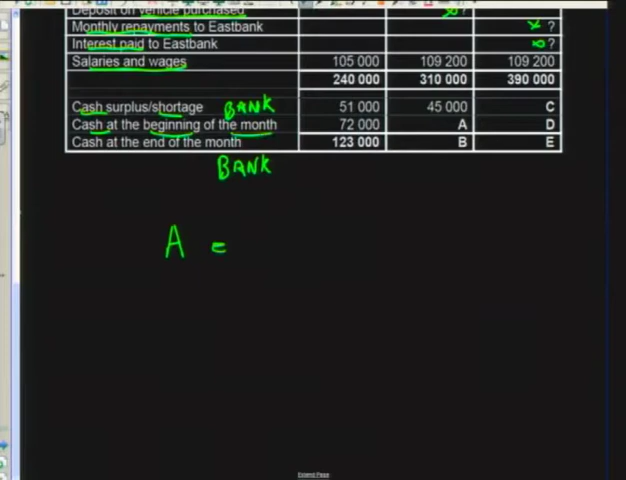 Deposit on vehicle purchased ?
Monthly repayments to Eastbank ?
Interest paid to Eastbank ?
Salaries and wages 105 000 109 200 109 200
240 000 310 000 390 000
Cash surplus/shortage BANK 51 000 45 000 C
Cash at the beginning of the month 72 000 A D
Cash at the end of the month 123 000 B E
BANK
A =
Extend Page